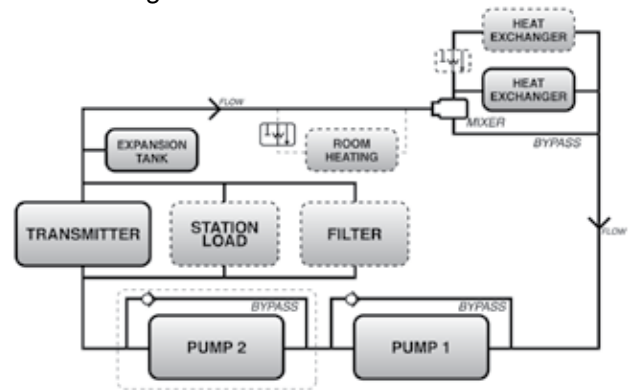 HEAT
EXCHANGER
HEAT
EXCHANGER
FLOW
MIXER
BYPASS
EXPANSION
TANK
ROOM
HEATING
TRANSMITTER
STATION
LOAD
FILTER
FLOW
BYPASS
BYPASS
PUMP 2
PUMP 1